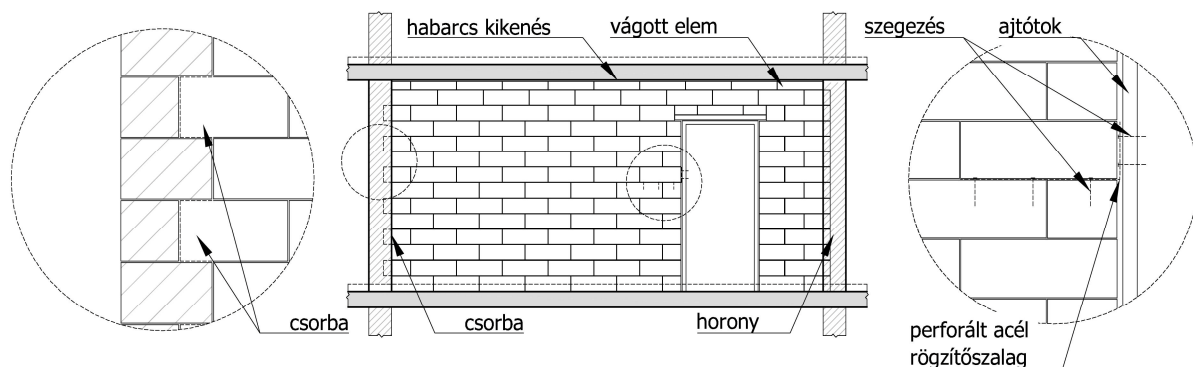 habarcs kikenés
vágott elem
szegezés
ajtótok
csorba
csorba
horony
perforált acél
rögzítőszalag